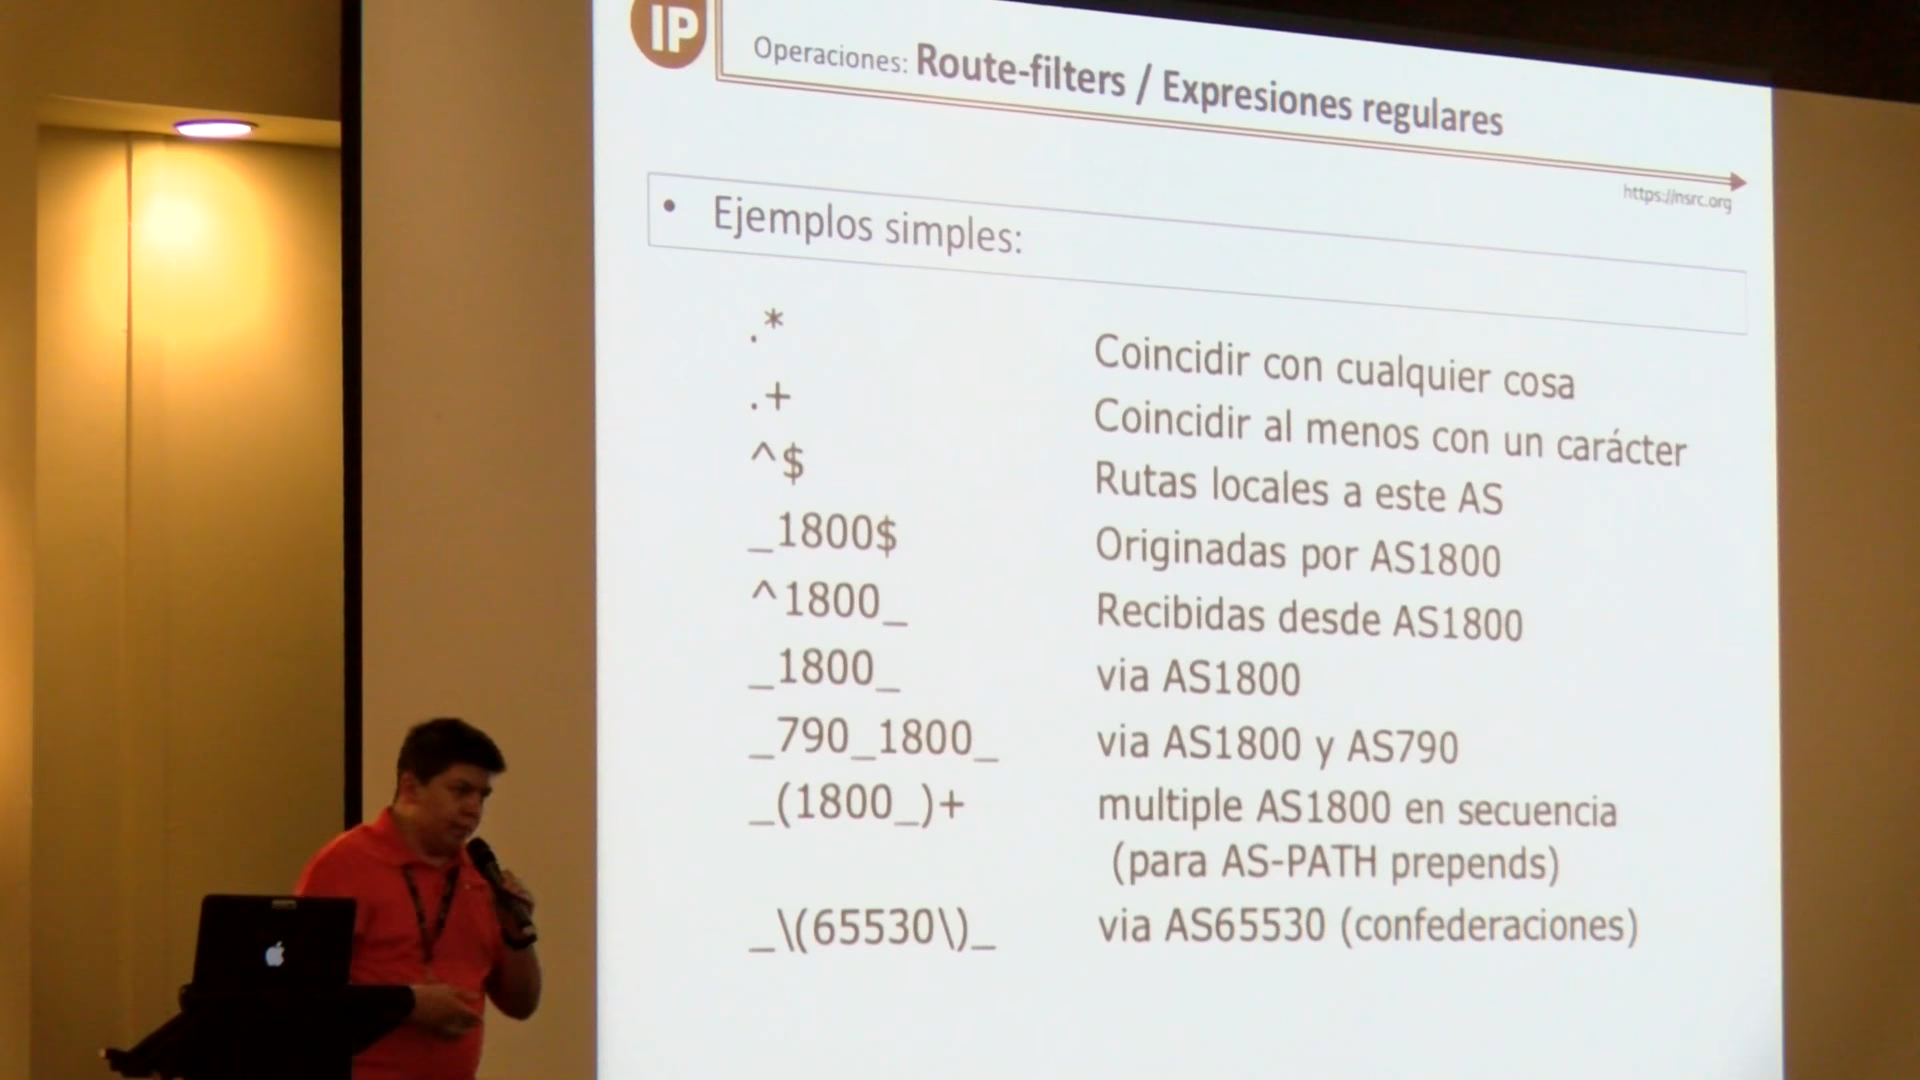 IP
Operaciones: Route-filters / Expresiones regulares
https://nsrc.org
• Ejemplos simples:
.* Coincidir con cualquier cosa
.+ Coincidir al menos con un carácter
^$ Rutas locales a este AS
_1800$ Originadas por AS1800
^1800_ Recibidas desde AS1800
_1800_ via AS1800
_790_1800_ via AS1800 y AS790
_(1800_)+ multiple AS1800 en secuencia
(para AS-PATH prepends)
_\(65530\)_ via AS65530 (confederaciones)